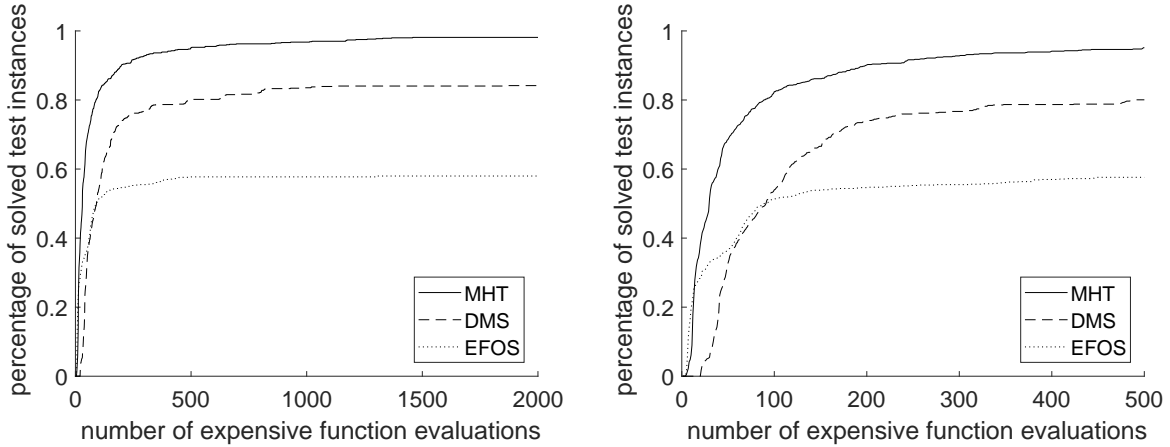 percentage of solved test instances
1
0.8
0.6
0.4
0.2
0
0 500 1000 1500 2000
number of expensive function evaluations
MHT
DMS
EFOS
percentage of solved test instances
1
0.8
0.6
0.4
0.2
0
0 100 200 300 400 500
number of expensive function evaluations
MHT
DMS
EFOS